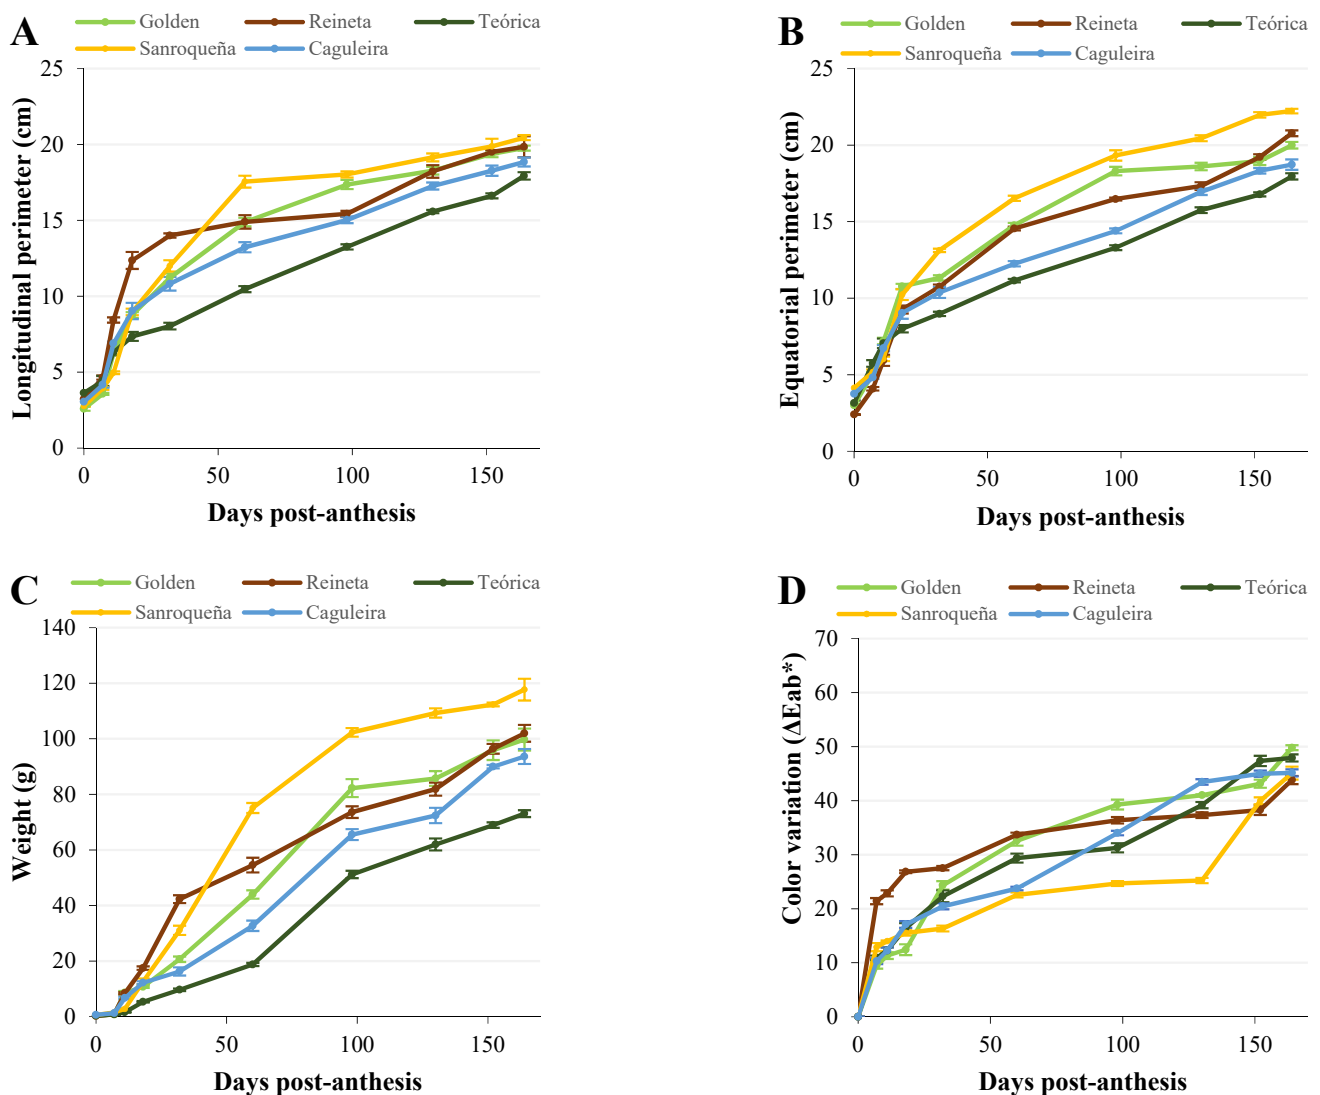 A
Golden Reineta Teórica
Sanroqueña Caguleira
25
20
15
10
5
0
Longitudinal perimeter (cm)
0 50 100 150
Days post-anthesis
B
Golden Reineta Teórica
Sanroqueña Caguleira
25
20
15
10
5
0
Equatorial perimeter (cm)
0 50 100 150
Days post-anthesis
C
Golden Reineta Teórica
Sanroqueña Caguleira
140
120
100
80
60
40
20
0
Weight (g)
0 50 100 150
Days post-anthesis
D
Golden Reineta Teórica
Sanroqueña Caguleira
70
60
50
40
30
20
10
0
Color variation (ΔEab*)
0 50 100 150
Days post-anthesis